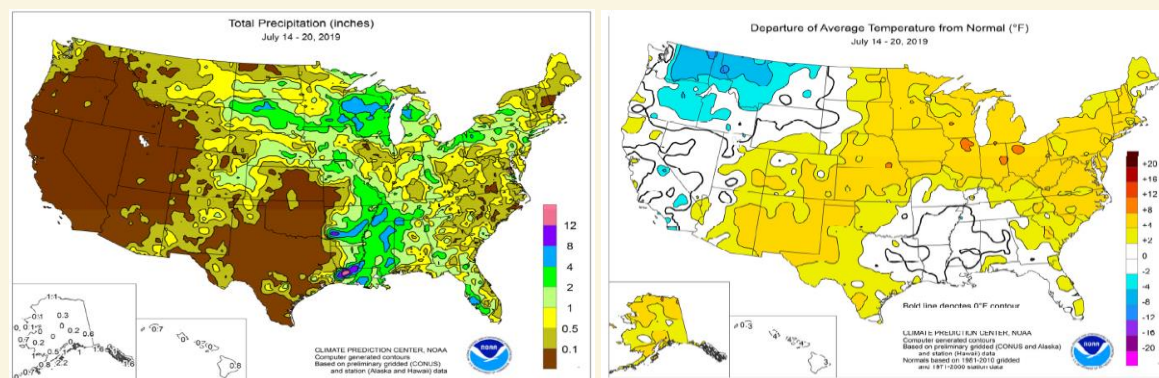 Total Precipitation (inches)
July 14 - 20, 2019
12
8
4
2
1
0.5
0.1
CLIMATE PREDICTION CENTER, NOAA
Computer generated contours
Based on preliminary gridded (CONUS)
and station (Alaska and Hawaii) data
NOAA
Departure of Average Temperature from Normal (°F)
July 14 - 20, 2019
+20
+16
+12
+8
+4
+2
0
-2
-4
-8
-12
-16
-20
Bold line denotes 0°F contour
CLIMATE PREDICTION CENTER, NOAA
Computer generated contours
Based on preliminary gridded (CONUS and Alaska)
and station (Hawaii) data
Normals based on 1981-2010 gridded
and 1971-2000 station data
NOAA